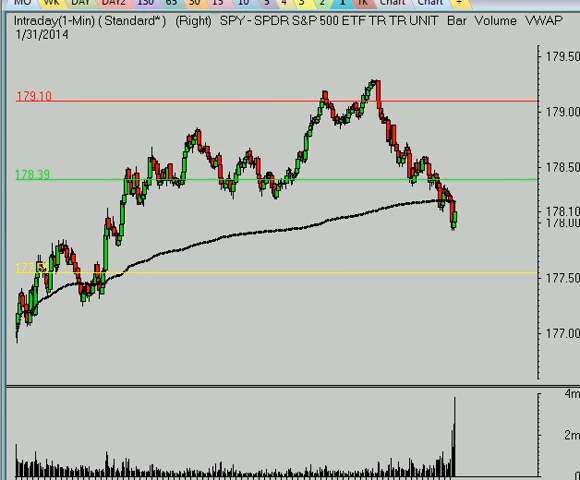 MO WK DAY DAY2 130 65 30 15 10 5 4 3 2 1 TK Chart Chart +
Intraday(1-Min) (Standard*) (Right) SPY - SPDR S&P 500 ETF TR TR UNIT Bar Volume VWAP
1/31/2014
179.50
179.10
179.00
178.50
178.39
178.10
178.00
177.50
177.00
4m
2m
0